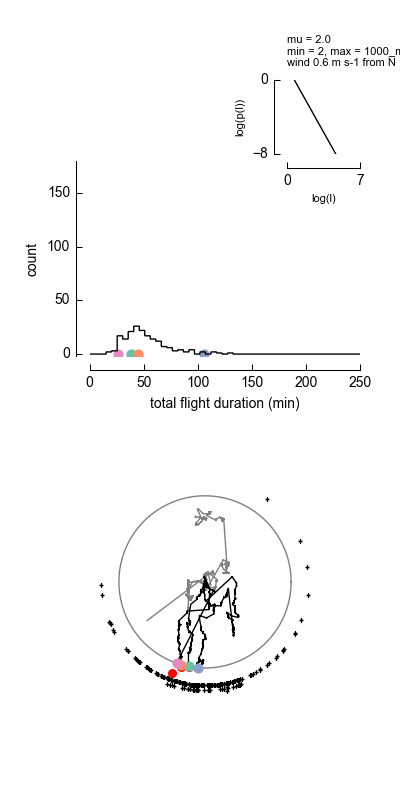 mu = 2.0
min = 2, max = 1000_m
wind 0.6 m s-1 from N
0
log(p(l))
−8
0 7
log(l)
150
100
count
50
0
0 50 100 150 200 250
total flight duration (min)